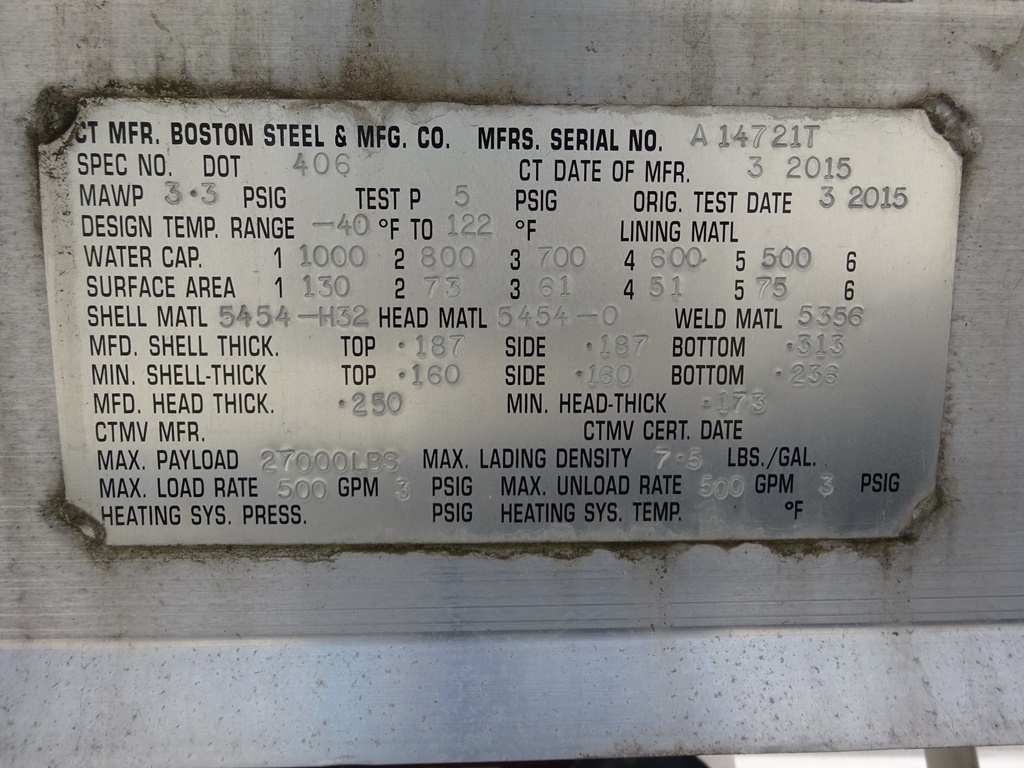 CT MFR. BOSTON STEEL & MFG. CO. MFRS. SERIAL NO. A14721T
SPEC NO. DOT 406 CT DATE OF MFR. 3 2015
MAWP 3.3 PSIG TEST P 5 PSIG ORIG. TEST DATE 3 2015
DESIGN TEMP. RANGE -40 °F TO 122 °F LINING MATL
WATER CAP. 1 1000 2 800 3 700 4 600 5 500 6
SURFACE AREA 1 130 2 73 3 61 4 51 5 75 6
SHELL MATL 5454-H32 HEAD MATL 5454-O WELD MATL 5356
MFD. SHELL THICK. TOP .187 SIDE .187 BOTTOM .313
MIN. SHELL-THICK TOP .160 SIDE .160 BOTTOM .236
MFD. HEAD THICK. .250 MIN. HEAD-THICK .173
CTMV MFR. CTMV CERT. DATE
MAX. PAYLOAD 27000LBS MAX. LADING DENSITY 7.5 LBS./GAL.
MAX. LOAD RATE 500 GPM 3 PSIG MAX. UNLOAD RATE 500 GPM 3 PSIG
HEATING SYS. PRESS. PSIG HEATING SYS. TEMP. °F